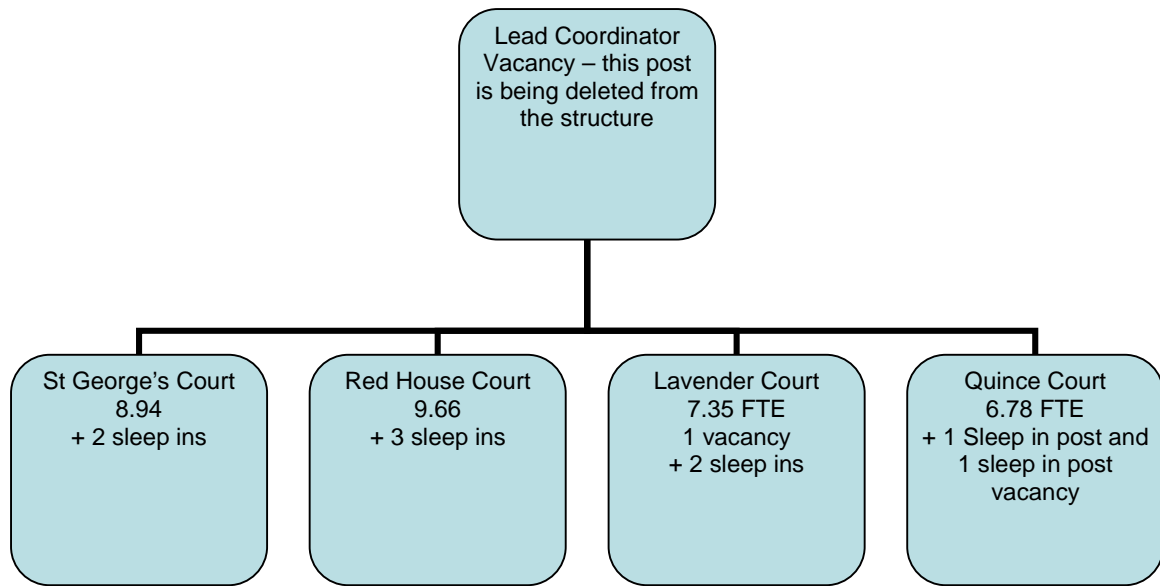 Lead Coordinator
Vacancy – this post
is being deleted from
the structure
St George’s Court
8.94
+ 2 sleep ins
Red House Court
9.66
+ 3 sleep ins
Lavender Court
7.35 FTE
1 vacancy
+ 2 sleep ins
Quince Court
6.78 FTE
+ 1 Sleep in post and
1 sleep in post
vacancy